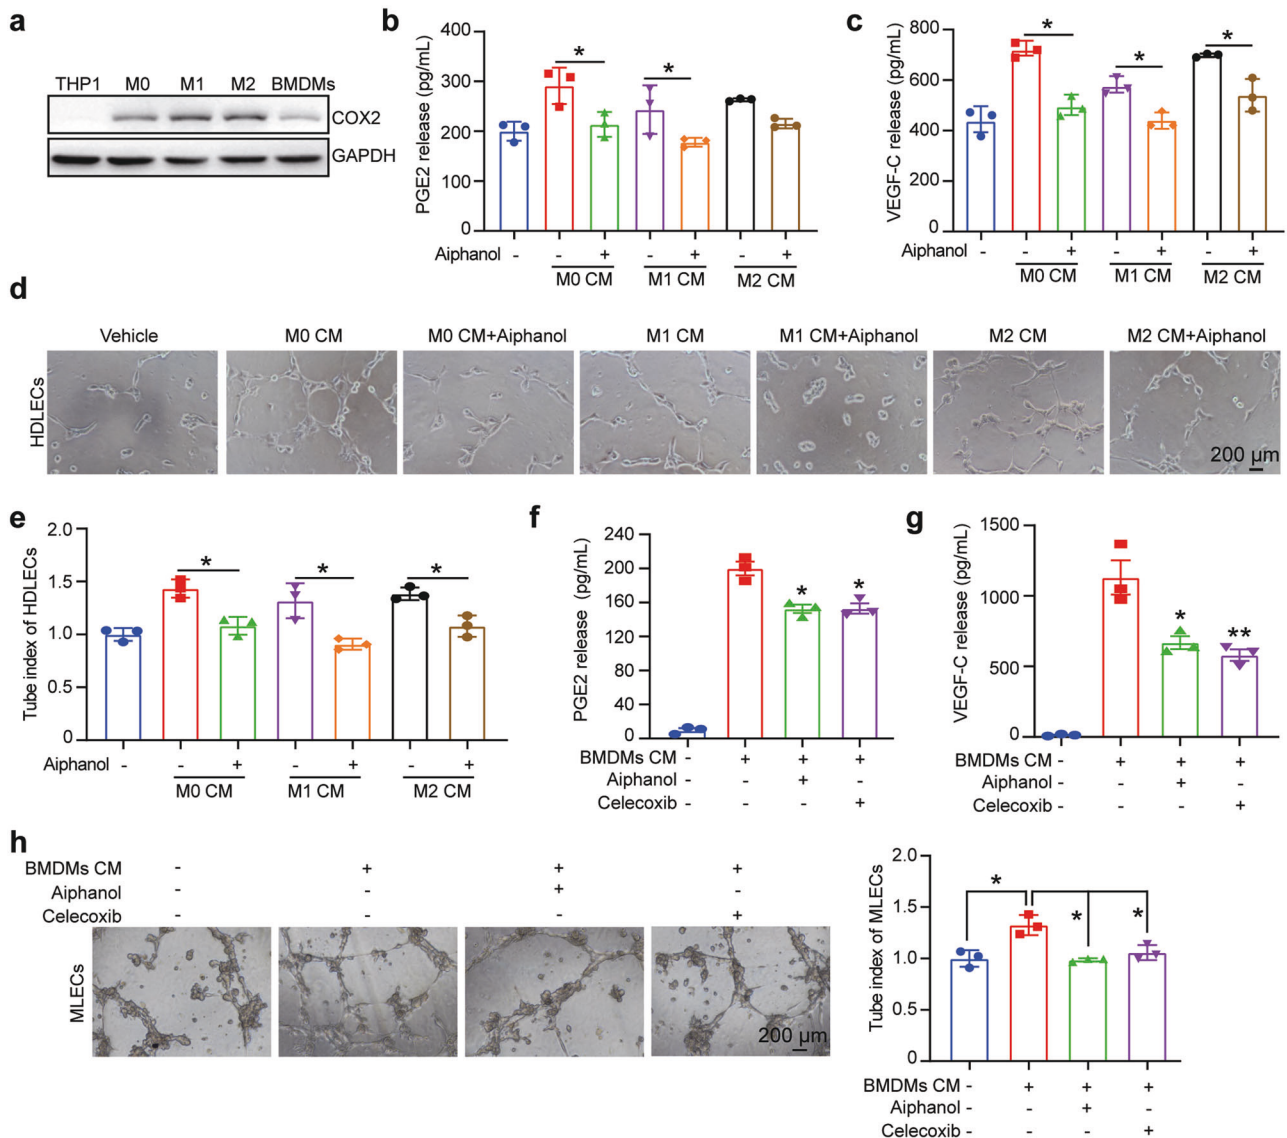 a
THP1 M0 M1 M2 BMDMs
COX2
GAPDH
b
PGE2 release (pg/mL)
400
300
200
100
0
Aiphanol - - + - + - +
M0 CM M1 CM M2 CM
* *
c
VEGF-C release (pg/mL)
800
600
400
200
0
Aiphanol - - + - + - +
M0 CM M1 CM M2 CM
* * *
d
Vehicle M0 CM M0 CM+Aiphanol M1 CM M1 CM+Aiphanol M2 CM M2 CM+Aiphanol
HDLECs
200 µm
e
Tube index of HDLECs
2.0
1.5
1.0
0.5
0
* * *
Aiphanol - - + - + - +
M0 CM M1 CM M2 CM
f
PGE2 release (pg/mL)
240
200
160
120
80
40
0
* *
BMDMs CM - + + +
Aiphanol - - + -
Celecoxib - - - +
g
VEGF-C release (pg/mL)
1500
1000
500
0
* **
BMDMs CM - + + +
Aiphanol - - + -
Celecoxib - - - +
h
BMDMs CM - + + +
Aiphanol - - + -
Celecoxib - - - +
MLECs
200 µm
Tube index of MLECs
2.0
1.5
1.0
0.5
0
* * *
BMDMs CM - + + +
Aiphanol - - + -
Celecoxib - - - +